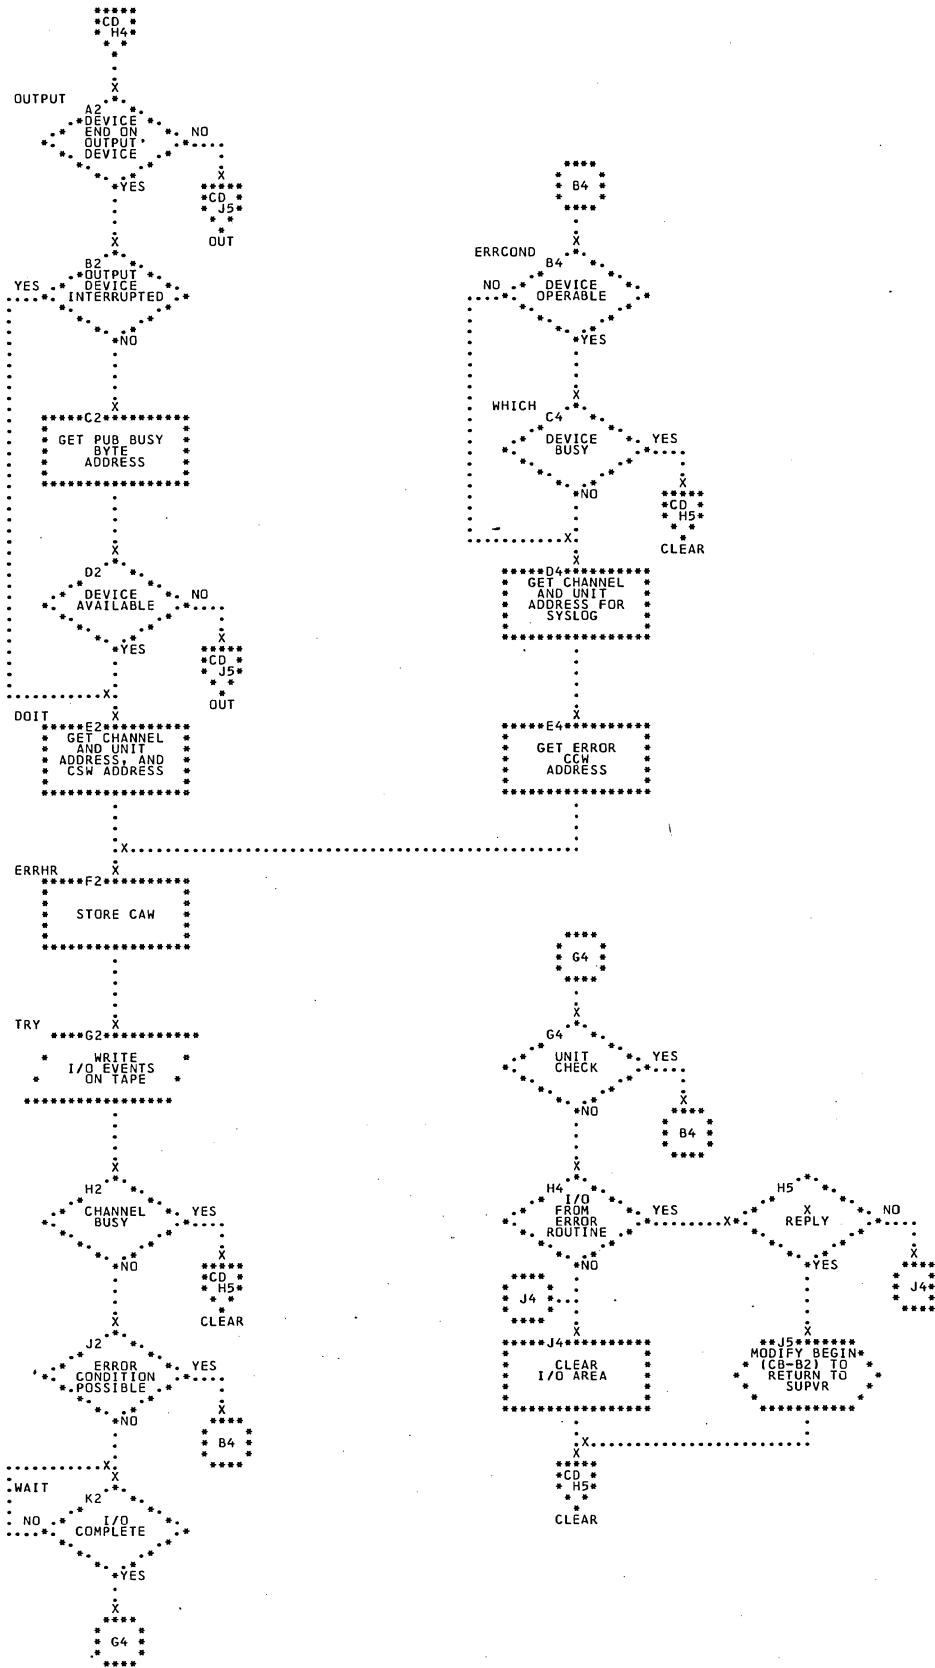 CD
H4
OUTPUT
A2
DEVICE
END ON
OUTPUT
DEVICE
NO
YES
CD
J5
OUT
B2
OUTPUT
DEVICE
INTERRUPTED
YES
NO
C2
GET PUB BUSY
BYTE
ADDRESS
X
D2
DEVICE
AVAILABLE
NO
YES
CD
J5
OUT
DOIT
E2
GET CHANNEL
AND UNIT
ADDRESS, AND
CSW ADDRESS
ERRHR
F2
STORE CAW
TRY
G2
WRITE
I/O EVENTS
ON TAPE
H2
CHANNEL
BUSY
YES
NO
CD
H5
CLEAR
J2
ERROR
CONDITION
POSSIBLE
YES
NO
B4
WAIT
K2
I/O
COMPLETE
NO
YES
G4
B4
ERRCOND
B4
DEVICE
OPERABLE
NO
YES
WHICH
C4
DEVICE
BUSY
YES
NO
CD
H5
CLEAR
D4
GET CHANNEL
AND UNIT
ADDRESS FOR
SYSLOG
E4
GET ERROR
CCW
ADDRESS
G4
G4
UNIT
CHECK
YES
NO
B4
H4
I/O
FROM
ERROR
ROUTINE
YES
NO
H5
X
REPLY
NO
YES
J4
J4
J4
CLEAR
I/O AREA
J5
MODIFY BEGIN
(CB-B2) TO
RETURN TO
SUPVR
CD
H5
CLEAR